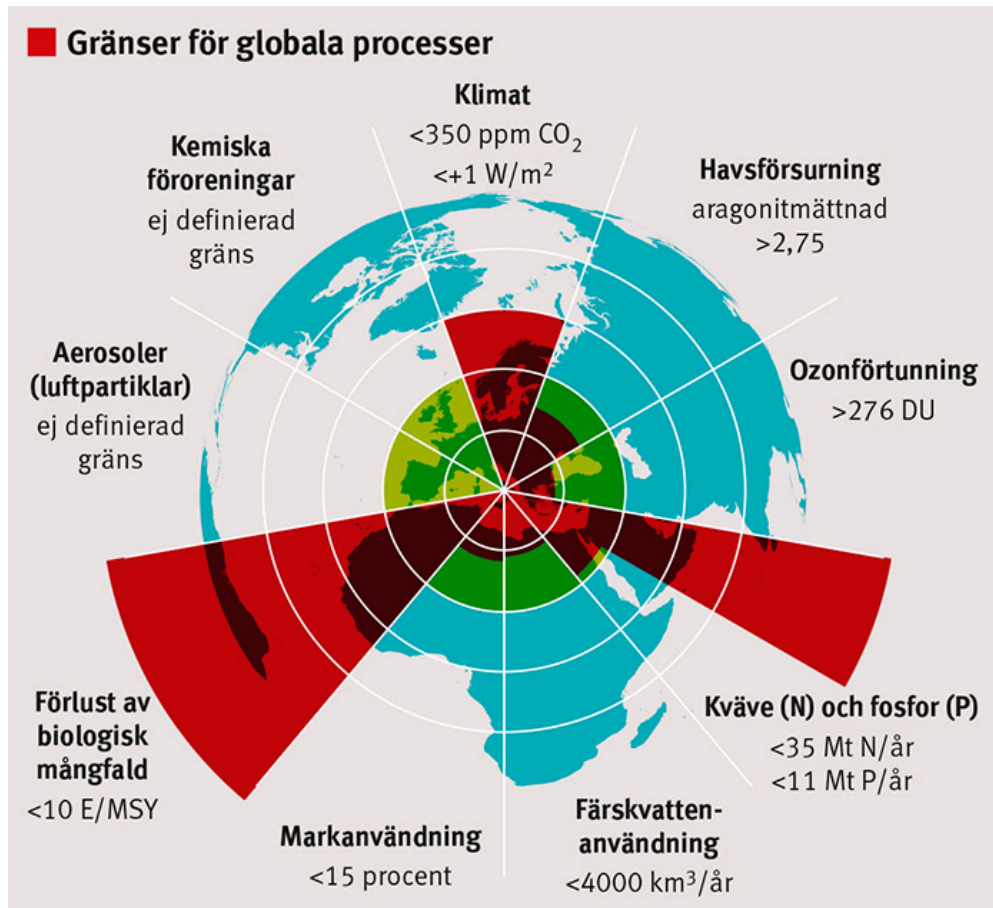 Gränser för globala processer
Klimat
<350 ppm CO₂
<+1 W/m²
Havsförsurning
aragonitmättnad
>2,75
Ozonförtunning
>276 DU
Kväve (N) och fosfor (P)
<35 Mt N/år
<11 Mt P/år
Färskvatten-
användning
<4000 km³/år
Markanvändning
<15 procent
Förlust av
biologisk
mångfald
<10 E/MSY
Aerosoler
(luftpartiklar)
ej definierad
gräns
Kemiska
föroreningar
ej definierad
gräns